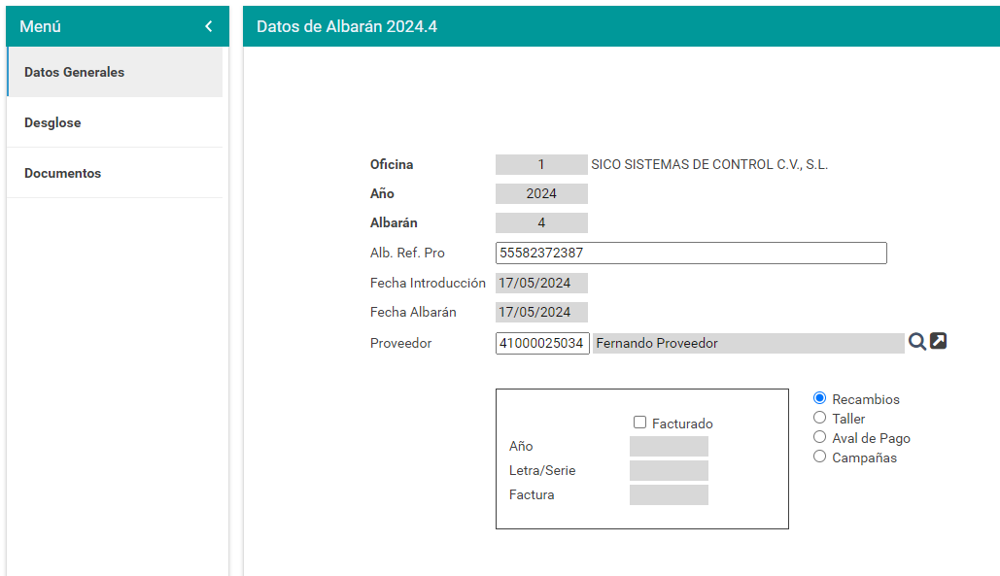 Menú
Datos Generales
Desglose
Documentos
Datos de Albarán 2024.4
Oficina 1 SICO SISTEMAS DE CONTROL C.V., S.L.
Año 2024
Albarán 4
Alb. Ref. Pro 55582372387
Fecha Introducción 17/05/2024
Fecha Albarán 17/05/2024
Proveedor 41000025034 Fernando Proveedor
Facturado
Año
Letra/Serie
Factura
Recambios
Taller
Aval de Pago
Campañas